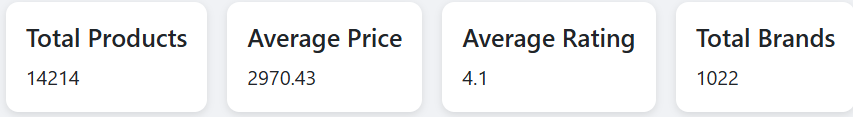 Total Products
14214
Average Price
2970.43
Average Rating
4.1
Total Brands
1022